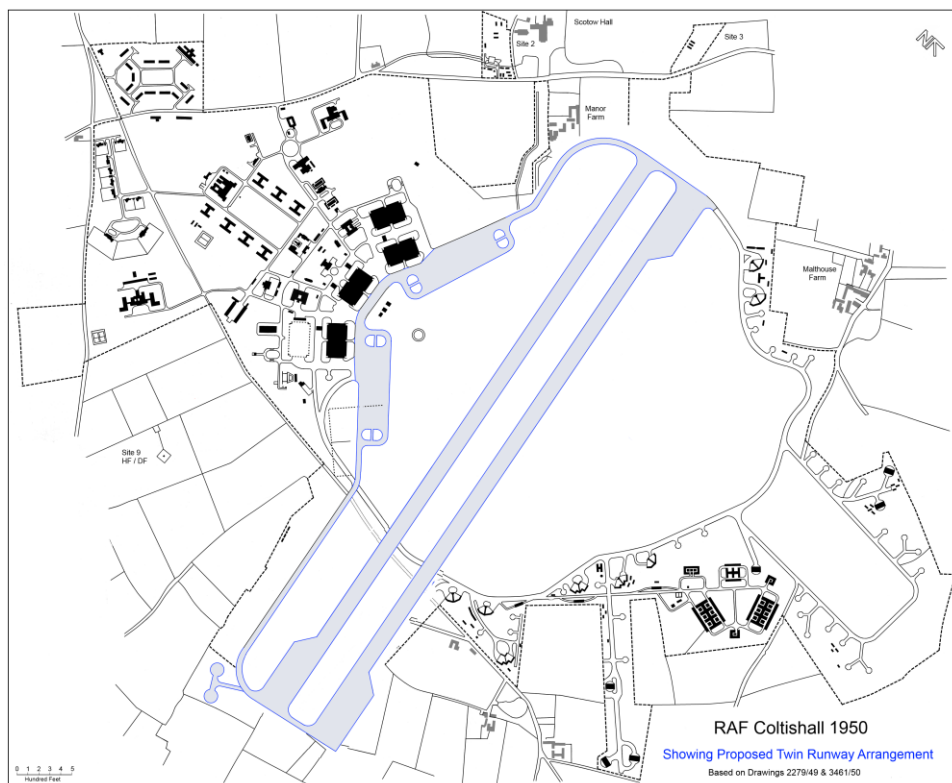 Scotow Hall
Site 2
Site 3
Manor
Farm
Malthouse
Farm
Site 9
HF / DF
RAF Coltishall 1950
Showing Proposed Twin Runway Arrangement
Based on Drawings 2279/49 & 3461/50
0 1 2 3 4 5
Hundred Feet